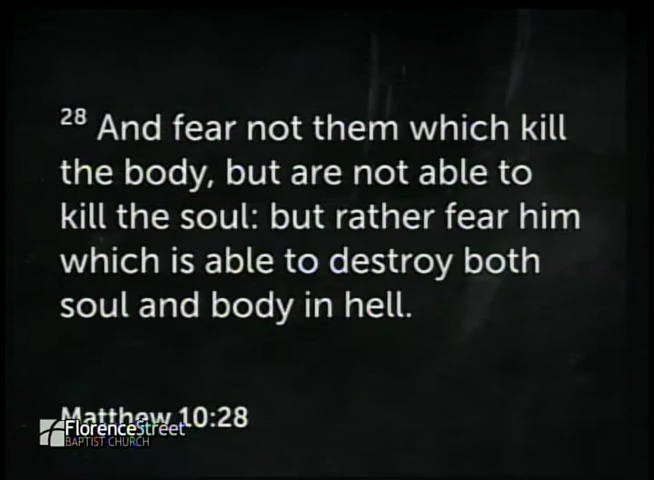 28 And fear not them which kill
the body, but are not able to
kill the soul: but rather fear him
which is able to destroy both
soul and body in hell.
Matthew 10:28
FlorenceStreet
BAPTIST CHURCH